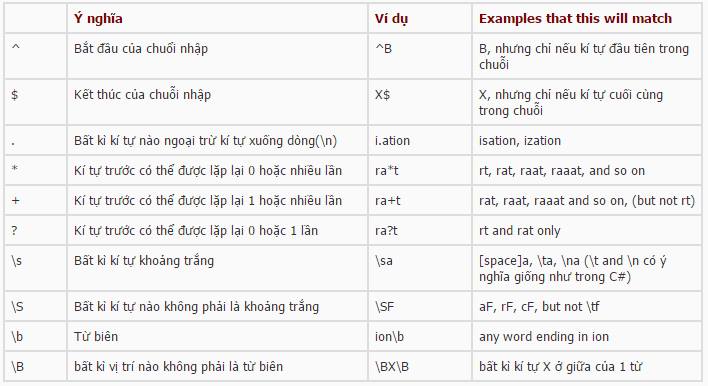 Ý nghĩa Ví dụ Examples that this will match
^ Bắt đầu của chuổi nhập ^B B, nhưng chỉ nếu kí tự đầu tiên trong
chuỗi
$ Kết thúc của chuỗi nhập X$ X, nhưng chỉ nếu kí tự cuối cùng
trong chuỗi
. Bất kì kí tự nào ngoại trừ kí tự xuống dòng(\n) i.ation isation, ization
* Kí tự trước có thể được lặp lại 0 hoặc nhiều lần ra*t rt, rat, raat, raaat, and so on
+ Kí tự trước có thể được lặp lại 1 hoặc nhiều lần ra+t rat, raat, raaat and so on, (but not rt)
? Kí tự trước có thể được lặp lại 0 hoặc 1 lần ra?t rt and rat only
\s Bất kì kí tự khoảng trắng \sa [space]a, \ta, \na (\t and \n có ý
nghĩa giống như trong C#)
\S Bất kì kí tự nào không phải là khoảng trắng \SF aF, rF, cF, but not \tf
\b Từ biên ion\b any word ending in ion
\B bất kì vị trí nào không phải là từ biên \BX\B bất kì kí tự X ở giữa của 1 từ